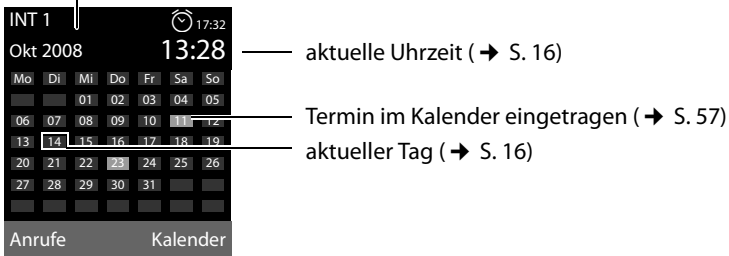 INT 1 17:32
Okt 2008 13:28
aktuelle Uhrzeit ( ➔ S. 16)
Mo Di Mi Do Fr Sa So
01 02 03 04 05
06 07 08 09 10 11 12
Termin im Kalender eingetragen ( ➔ S. 57)
13 14 15 16 17 18 19
aktueller Tag ( ➔ S. 16)
20 21 22 23 24 25 26
27 28 29 30 31
Anrufe Kalender